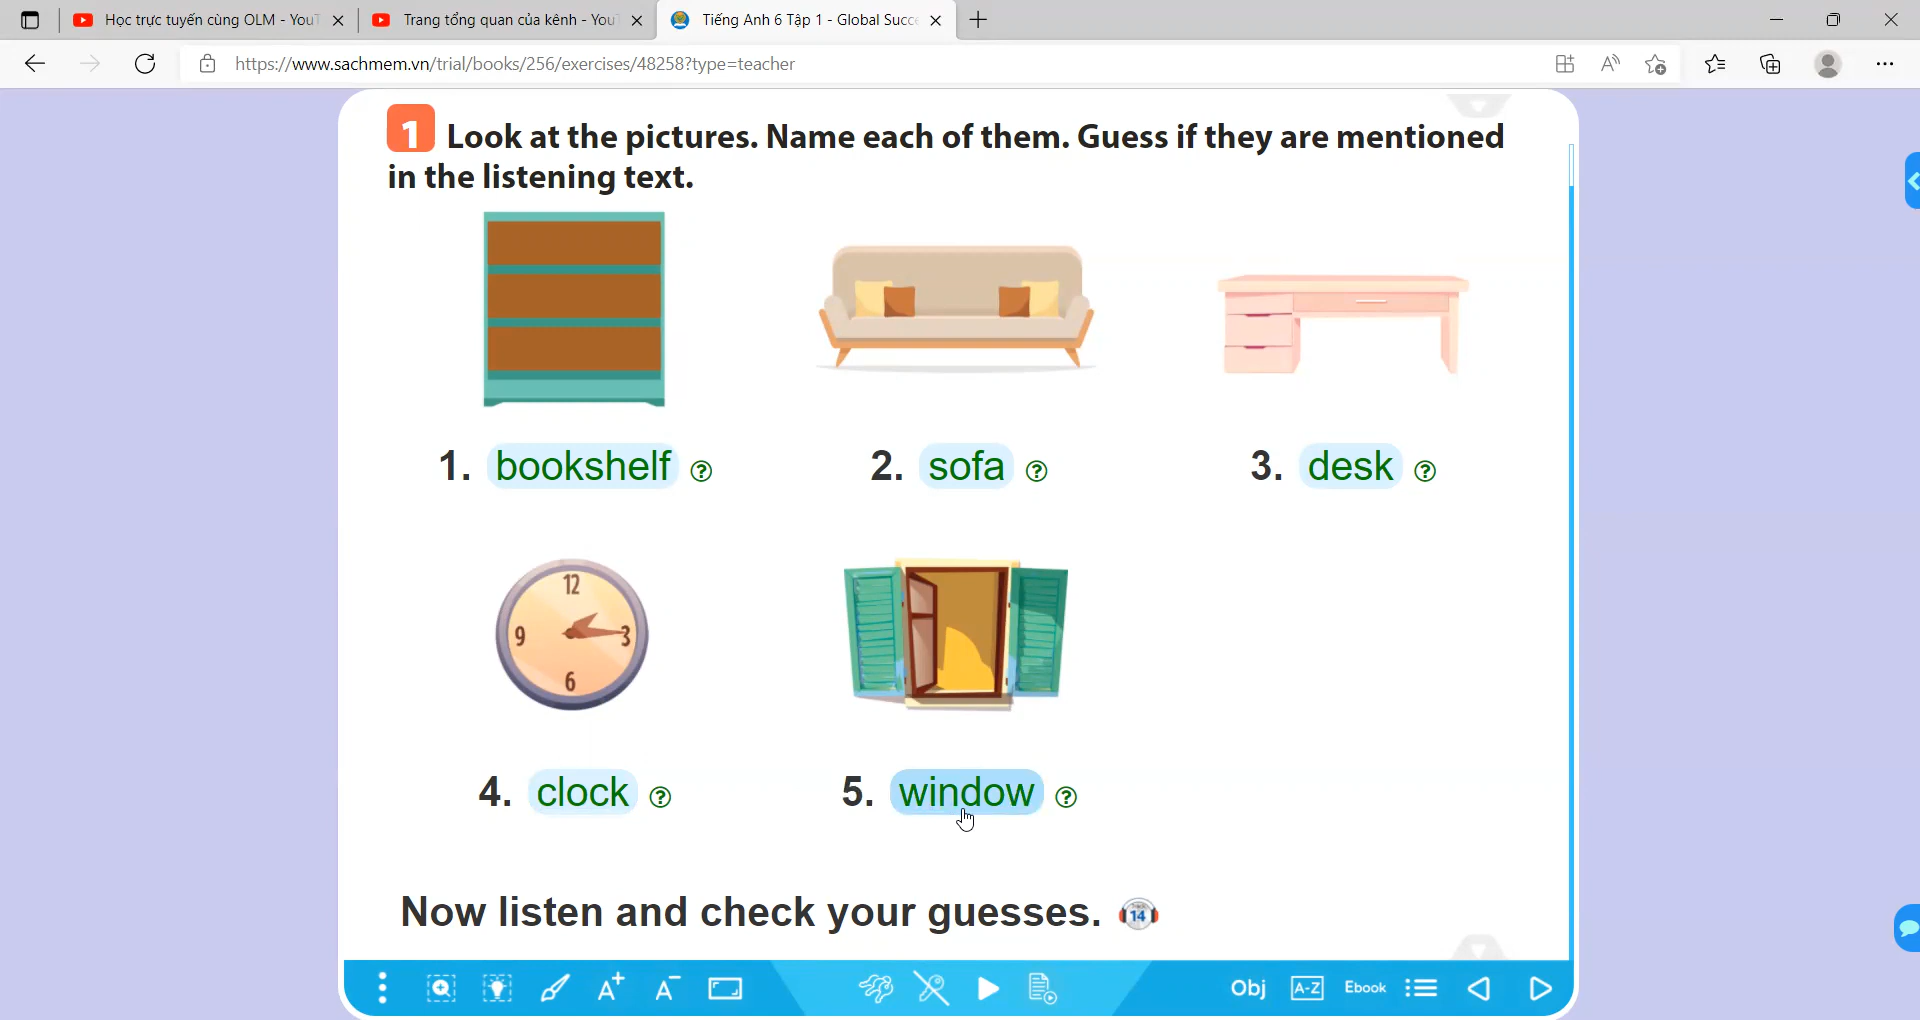 Học trực tuyến cùng OLM - YouT
Trang tổng quan của kênh - YouT
Tiếng Anh 6 Tập 1 - Global Succe
https://www.sachmem.vn/trial/books/256/exercises/48258?type=teacher
1 Look at the pictures. Name each of them. Guess if they are mentioned
in the listening text.
1. bookshelf ?
2. sofa ?
3. desk ?
12
9 3
6
4. clock ?
5. window ?
Now listen and check your guesses. 14
A+ A- Obj A-Z Ebook